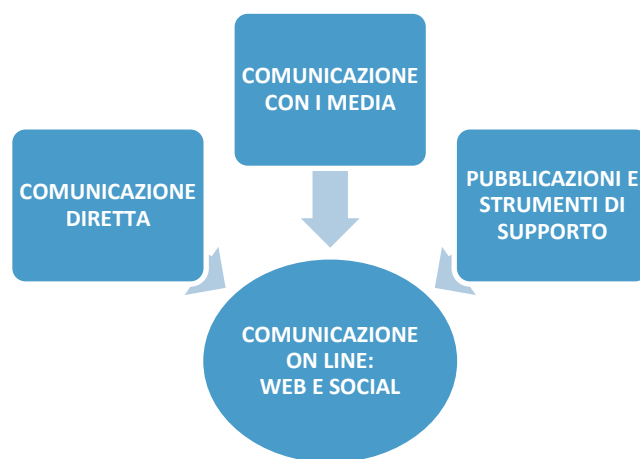 COMUNICAZIONE
CON I MEDIA
COMUNICAZIONE
DIRETTA
PUBBLICAZIONI E
STRUMENTI DI
SUPPORTO
COMUNICAZIONE
ON LINE:
WEB E SOCIAL